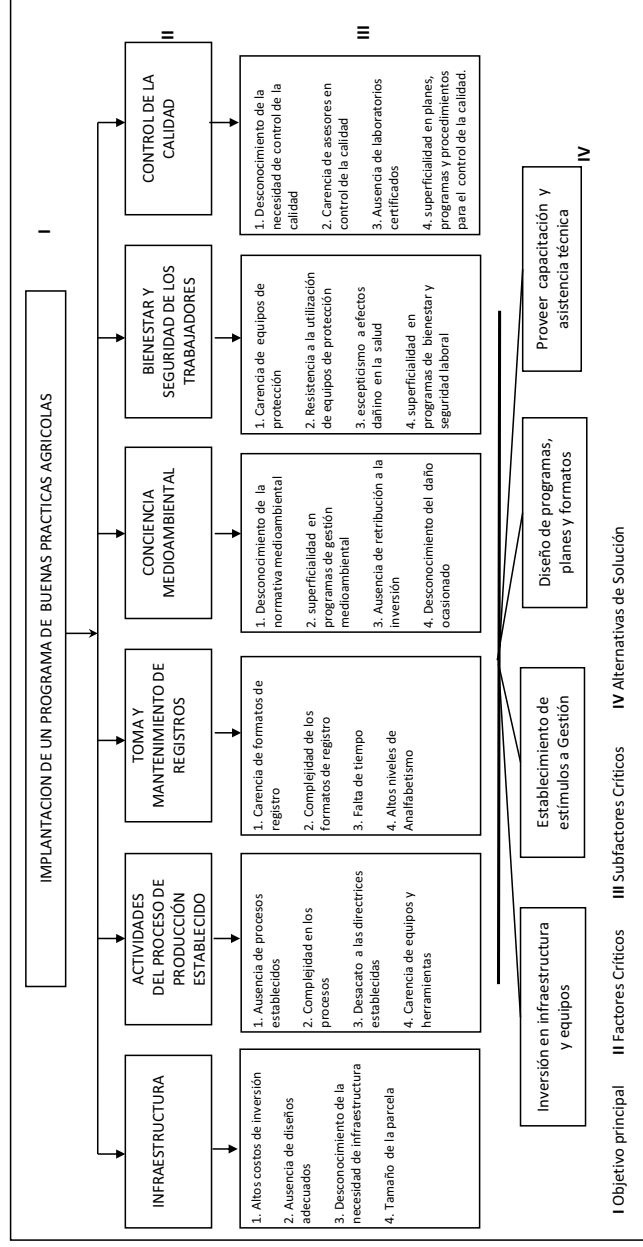 IMPLANTACION DE UN PROGRAMA DE BUENAS PRACTICAS AGRICOLAS
I
INFRAESTRUCTURA
ACTIVIDADES
DEL PROCESO DE
PRODUCCIÓN
ESTABLECIDO
TOMA Y
MANTENIMIENTO DE
REGISTROS
CONCIENCIA
MEDIOAMBIENTAL
BIENESTAR Y
SEGURIDAD DE LOS
TRABAJADORES
CONTROL DE LA
CALIDAD
II
1. Altos costos de inversión
2. Ausencia de diseños
adecuados
3. Desconocimiento de la
necesidad de infraestructura
4. Tamaño de la parcela
1. Ausencia de procesos
establecidos
2. Complejidad en los
procesos
3. Desacato a las directrices
establecidas
4. Carencia de equipos y
herramientas
1. Carencia de formatos de
registro
2. Complejidad de los
formatos de registro
3. Falta de tiempo
4. Altos niveles de
Analfabetismo
1. Desconocimiento de la
normativa medioambiental
2. superficialidad en
programas de gestión
medioambiental
3. Ausencia de retribución a la
inversión
4. Desconocimiento del daño
ocasionado
1. Carencia de equipos de
protección
2. Resistencia a la utilización
de equipos de protección
3. escepticismo a efectos
dañino en la salud
4. superficialidad en
programas de bienestar y
seguridad laboral
1. Desconocimiento de la
necesidad de control de la
calidad
2. Carencia de asesores en
control de la calidad
3. Ausencia de laboratorios
certificados
4. superficialidad en planes,
programas y procedimientos
para el control de la calidad.
III
Inversión en infraestructura
y equipos
Establecimiento de
estímulos a Gestión
Diseño de programas,
planes y formatos
Proveer capacitación y
asistencia técnica
IV
I Objetivo principal II Factores Críticos III Subfactores Críticos IV Alternativas de Solución